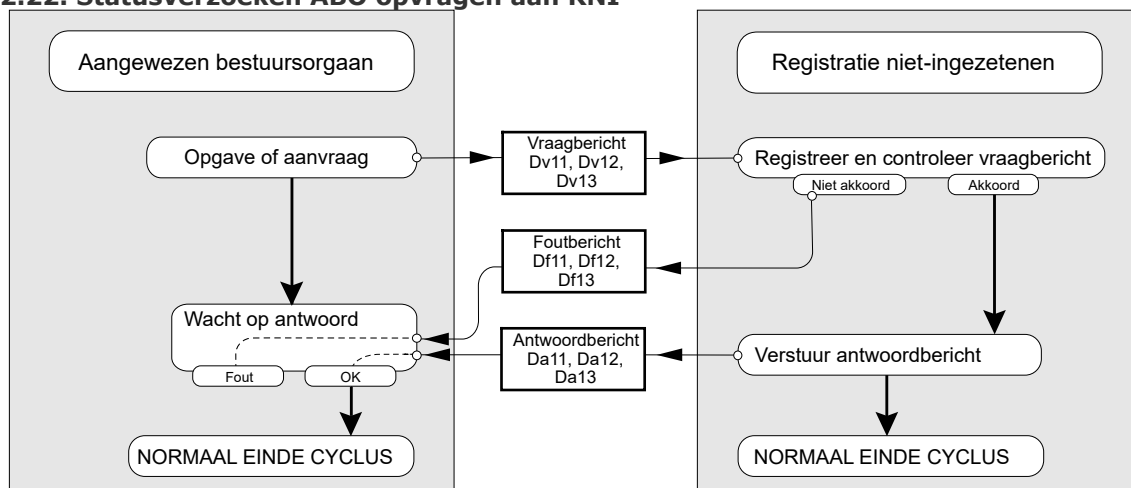 2.22. Statusverzoeken ABO opvragen aan RNI
Aangewezen bestuursorgaan
Registratie niet-ingezetenen
Opgave of aanvraag
Vraagbericht
Dv11, Dv12,
Dv13
Registreer en controleer vraagbericht
Niet akkoord
Akkoord
Foutbericht
Df11, Df12,
Df13
Wacht op antwoord
Fout
OK
Antwoordbericht
Da11, Da12,
Da13
Verstuur antwoordbericht
NORMAAL EINDE CYCLUS
NORMAAL EINDE CYCLUS